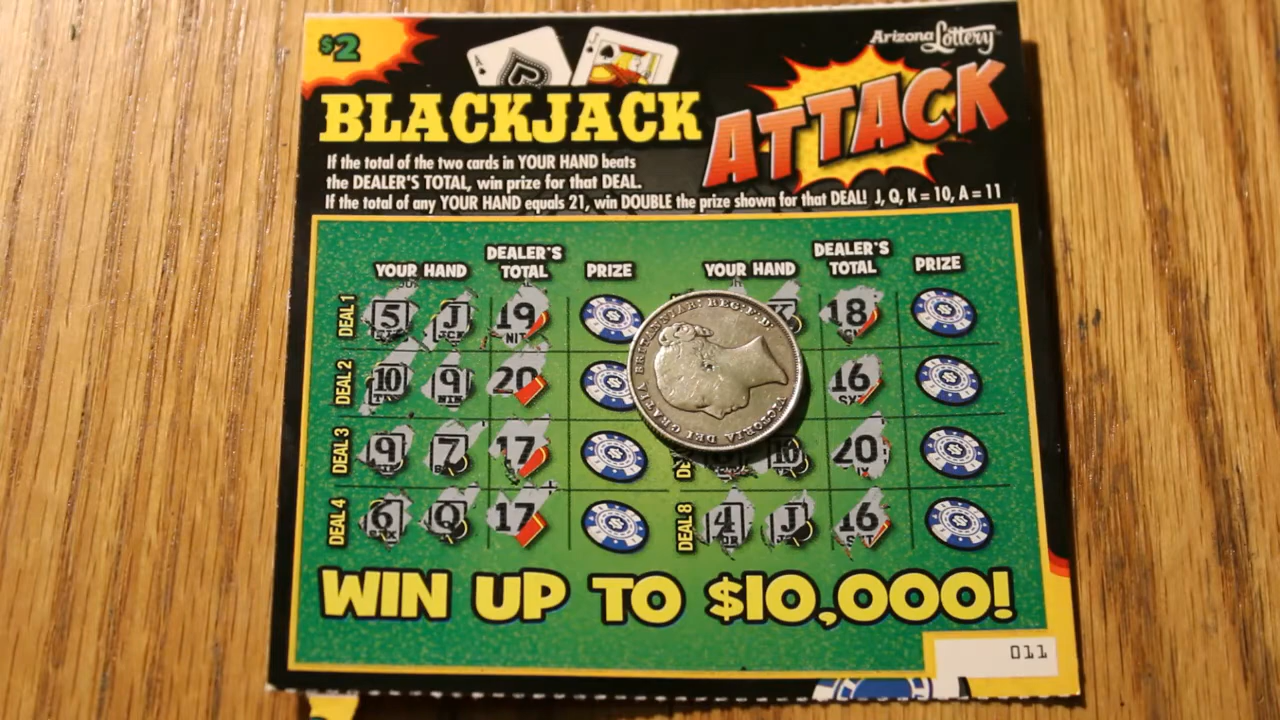 $2
A
J
Arizona Lottery
BLACKJACK ATTACK
If the total of the two cards in YOUR HAND beats
the DEALER'S TOTAL, win prize for that DEAL.
If the total of any YOUR HAND equals 21, win DOUBLE the prize shown for that DEAL! J, Q, K = 10, A = 11
YOUR HAND DEALER'S TOTAL PRIZE YOUR HAND DEALER'S TOTAL PRIZE
DEAL 1 5 J 19 K 18
DEAL 2 10 9 20 16
DEAL 3 9 7 17 10 20
DEAL 4 6 Q 17 DEAL 8 4 J 16
VICTORIA DEI GRATIA BRITANNIAR: REG: F.D.
WIN UP TO $10,000!
011